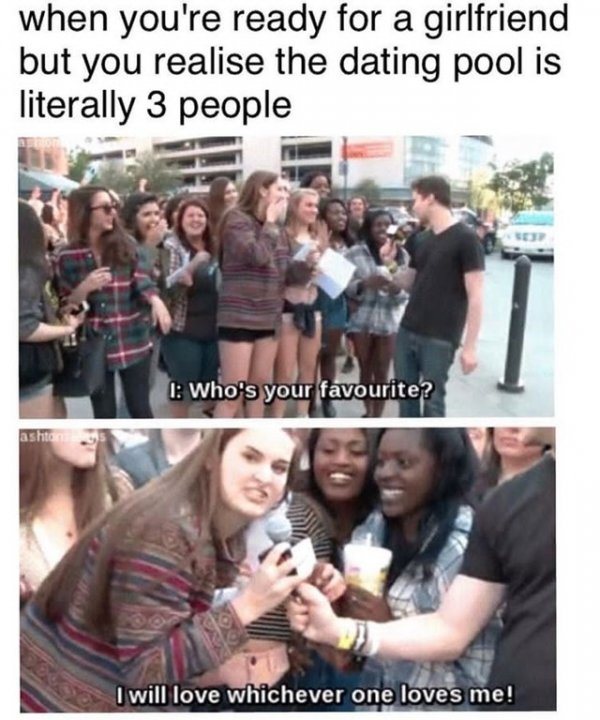 when you're ready for a girlfriend
but you realise the dating pool is
literally 3 people
I: Who's your favourite?
I will love whichever one loves me!